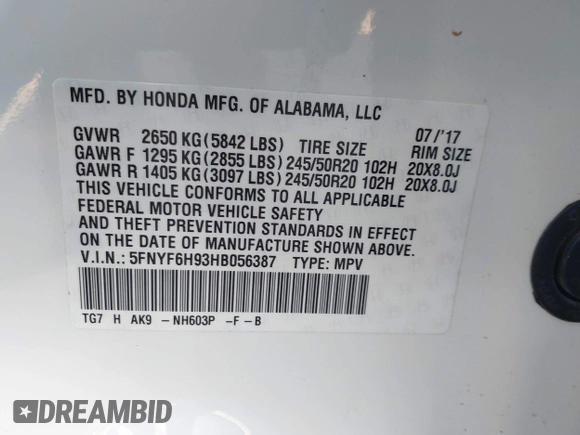 MFD. BY HONDA MFG. OF ALABAMA, LLC
GVWR 2650 KG (5842 LBS) TIRE SIZE 07/'17 RIM SIZE
GAWR F 1295 KG (2855 LBS) 245/50R20 102H 20X8.0J
GAWR R 1405 KG (3097 LBS) 245/50R20 102H 20X8.0J
THIS VEHICLE CONFORMS TO ALL APPLICABLE
FEDERAL MOTOR VEHICLE SAFETY
AND THEFT PREVENTION STANDARDS IN EFFECT
ON THE DATE OF MANUFACTURE SHOWN ABOVE.
V.I.N.: 5FNYF6H93HB056387 TYPE: MPV
TG7 H AK9 - NH603P -F-B
DREAMBID